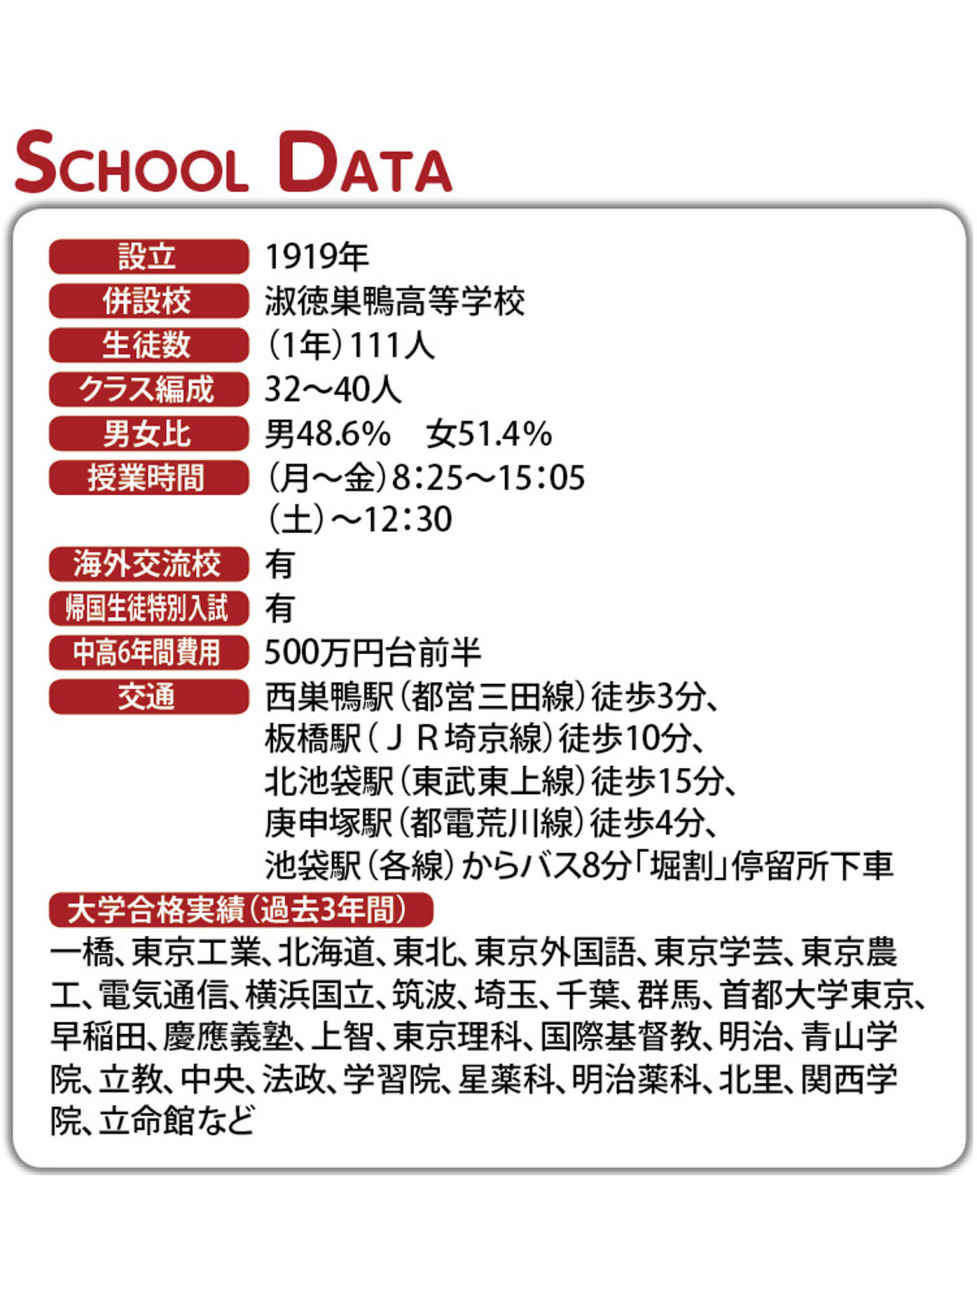 SCHOOL DATA
設立 1919年
併設校 淑徳巣鴨高等学校
生徒数 （1年）111人
クラス編成 32〜40人
男女比 男48.6%　女51.4%
授業時間 （月〜金）8：25〜15：05
（土）〜12：30
海外交流校 有
帰国生徒特別入試 有
中高6年間費用 500万円台前半
交通 西巣鴨駅（都営三田線）徒歩3分、
板橋駅（ＪＲ埼京線）徒歩10分、
北池袋駅（東武東上線）徒歩15分、
庚申塚駅（都電荒川線）徒歩4分、
池袋駅（各線）からバス8分「堀割」停留所下車
大学合格実績（過去3年間）
一橋、東京工業、北海道、東北、東京外国語、東京学芸、東京農
工、電気通信、横浜国立、筑波、埼玉、千葉、群馬、首都大学東京、
早稲田、慶應義塾、上智、東京理科、国際基督教、明治、青山学
院、立教、中央、法政、学習院、星薬科、明治薬科、北里、関西学
院、立命館など